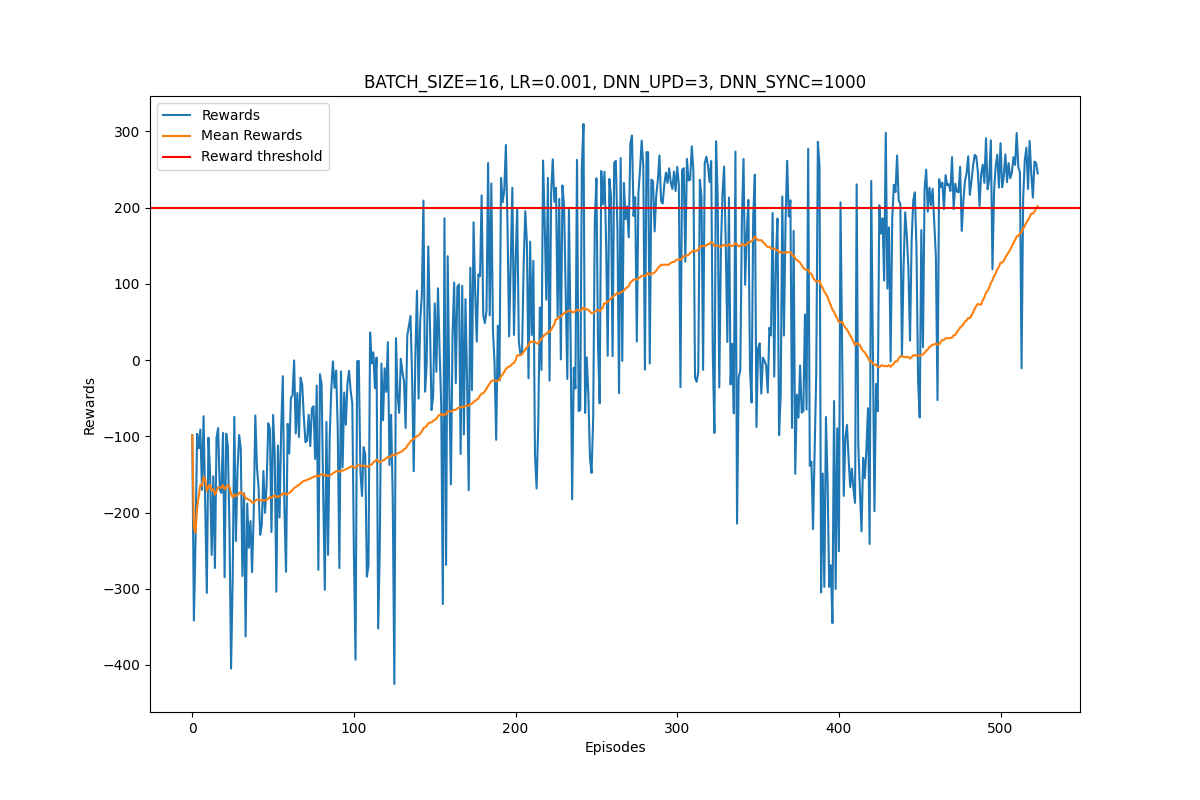 BATCH_SIZE=16, LR=0.001, DNN_UPD=3, DNN_SYNC=1000
Rewards
Mean Rewards
Reward threshold
300
200
100
0
−100
−200
−300
−400
Rewards
0 100 200 300 400 500
Episodes